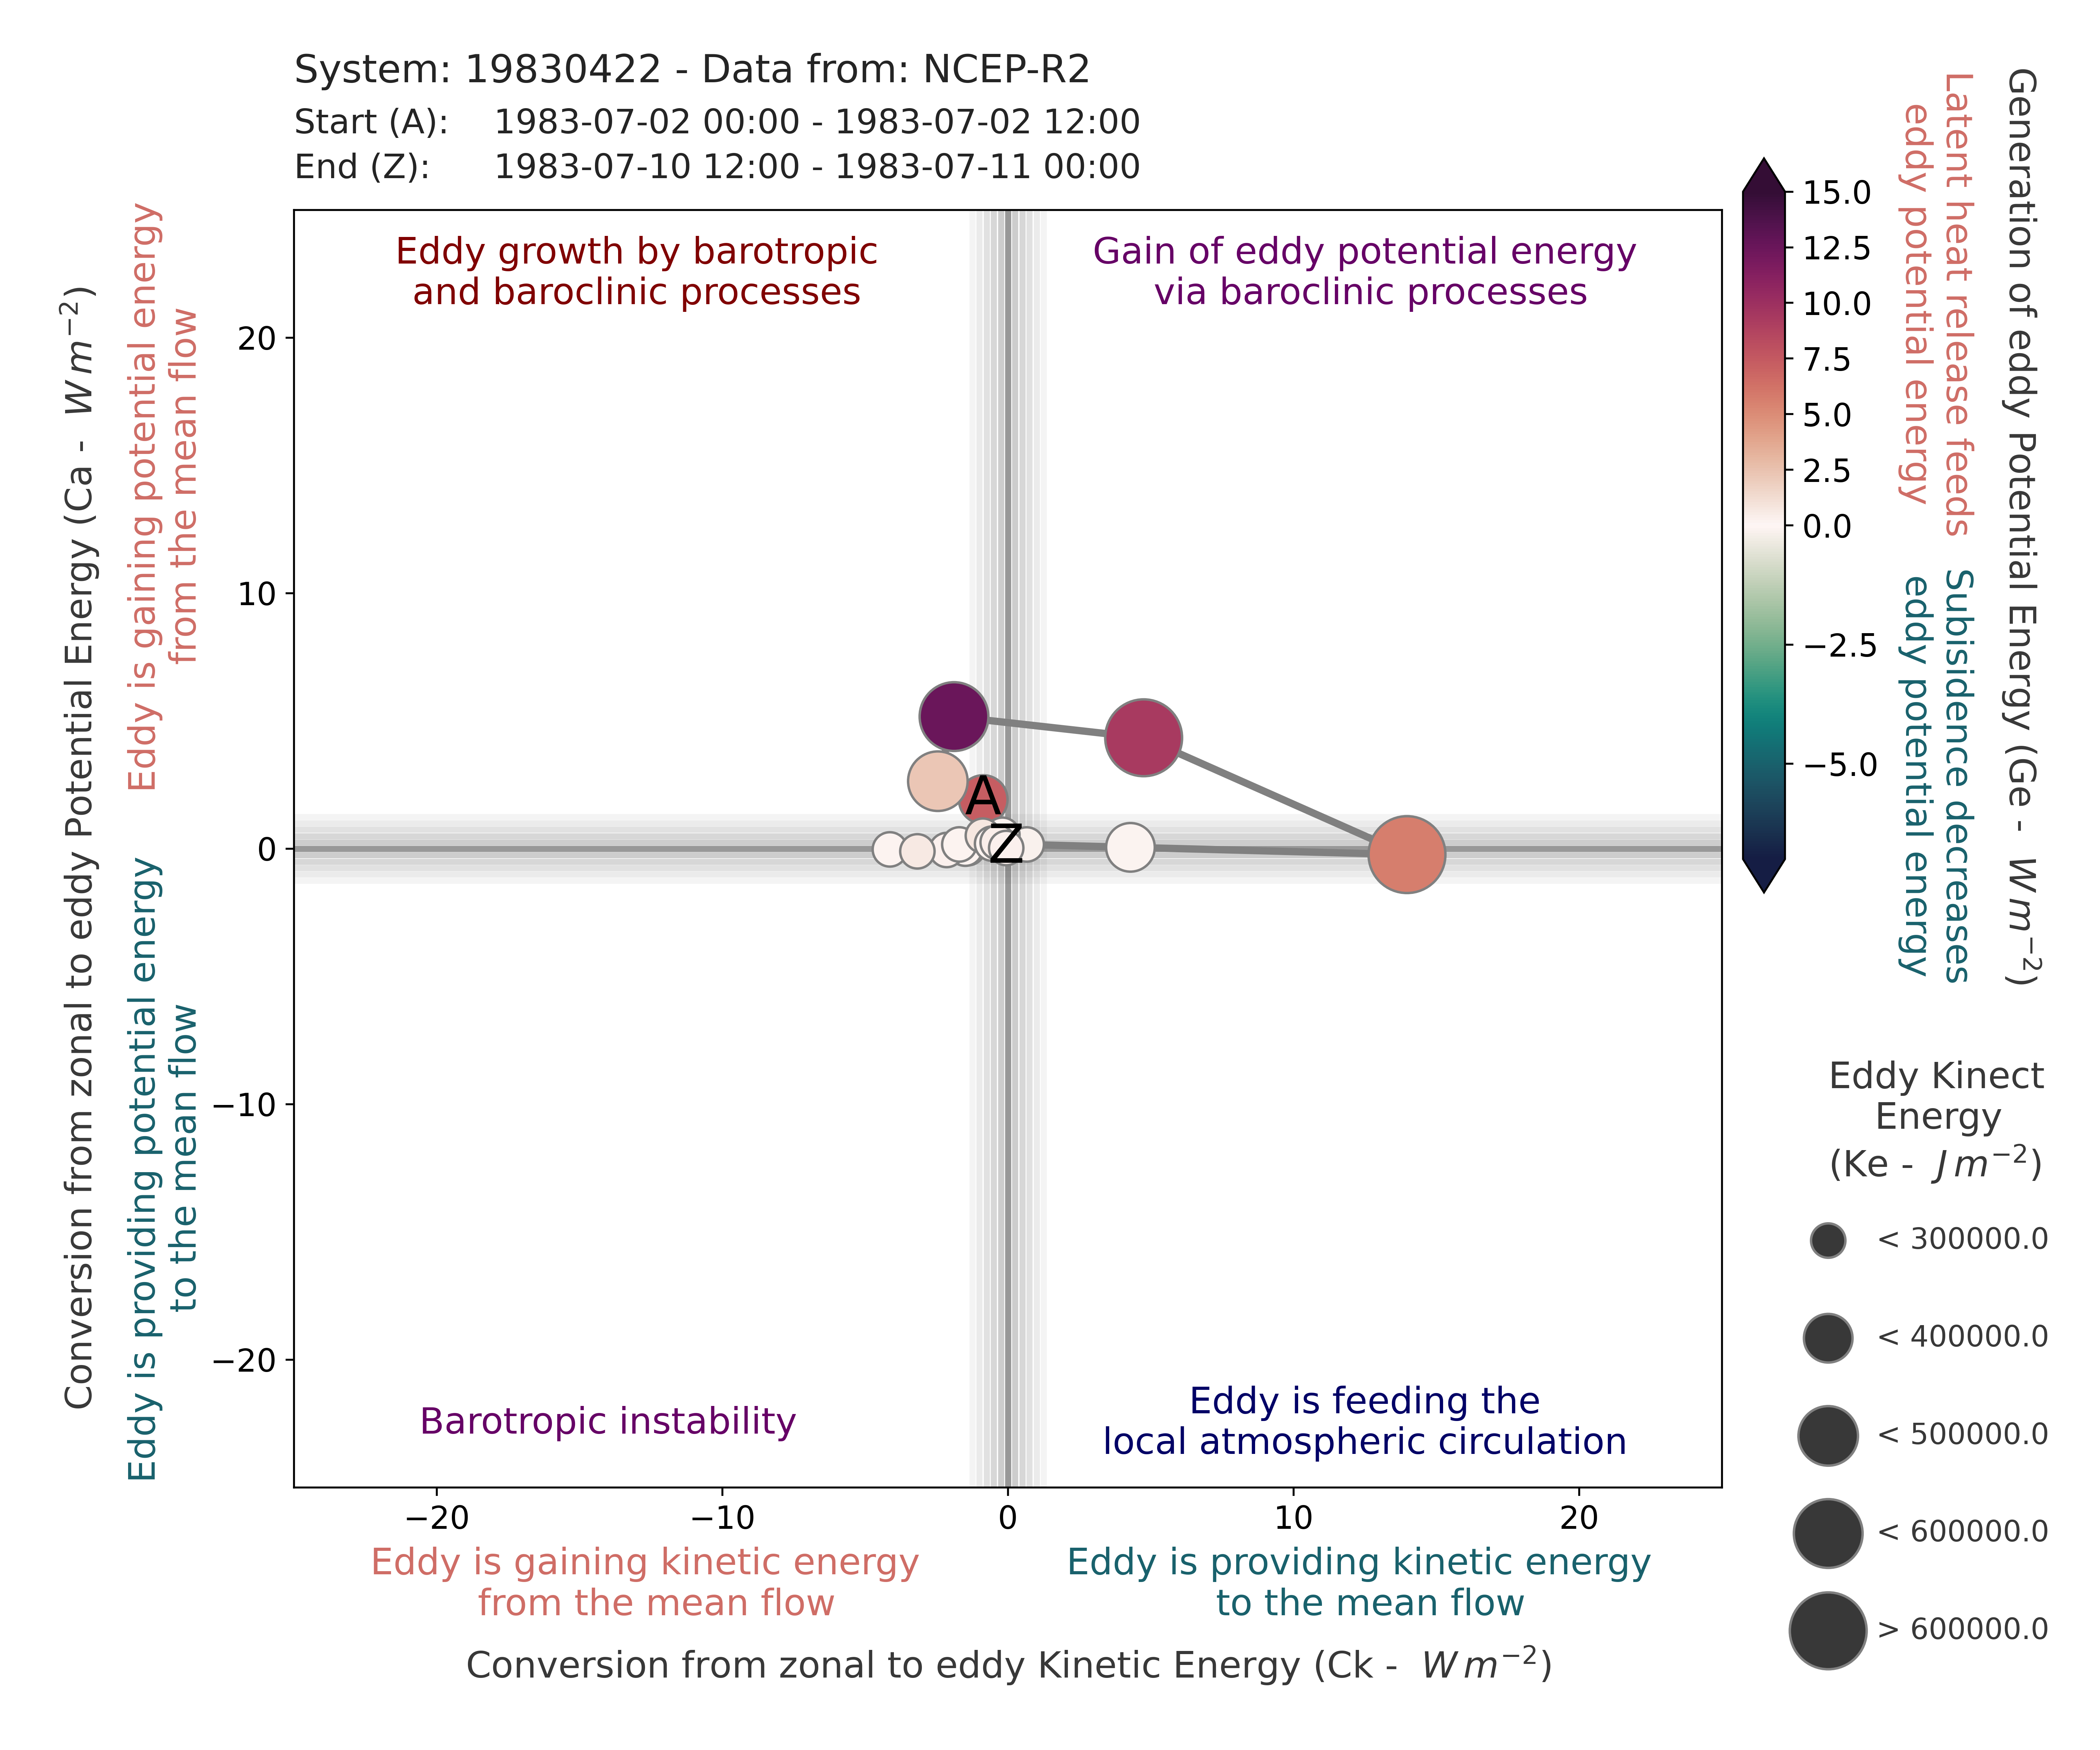 System: 19830422 - Data from: NCEP-R2
Start (A): 1983-07-02 00:00 - 1983-07-02 12:00
End (Z): 1983-07-10 12:00 - 1983-07-11 00:00
Conversion from zonal to eddy Potential Energy (Ca - W m⁻²)
Eddy is gaining potential energy
from the mean flow
Eddy is providing potential energy
to the mean flow
20
10
0
−10
−20
Eddy growth by barotropic
and baroclinic processes
Gain of eddy potential energy
via baroclinic processes
A
Z
Barotropic instability
Eddy is feeding the
local atmospheric circulation
−20
−10
0
10
20
Eddy is gaining kinetic energy
from the mean flow
Eddy is providing kinetic energy
to the mean flow
Conversion from zonal to eddy Kinetic Energy (Ck - W m⁻²)
15.0
12.5
10.0
7.5
5.0
2.5
0.0
−2.5
−5.0
Latent heat release feeds
eddy potential energy
Subisidence decreases
eddy potential energy
Generation of eddy Potential Energy (Ge - W m⁻²)
Eddy Kinect
Energy
(Ke - J m⁻²)
< 300000.0
< 400000.0
< 500000.0
< 600000.0
> 600000.0